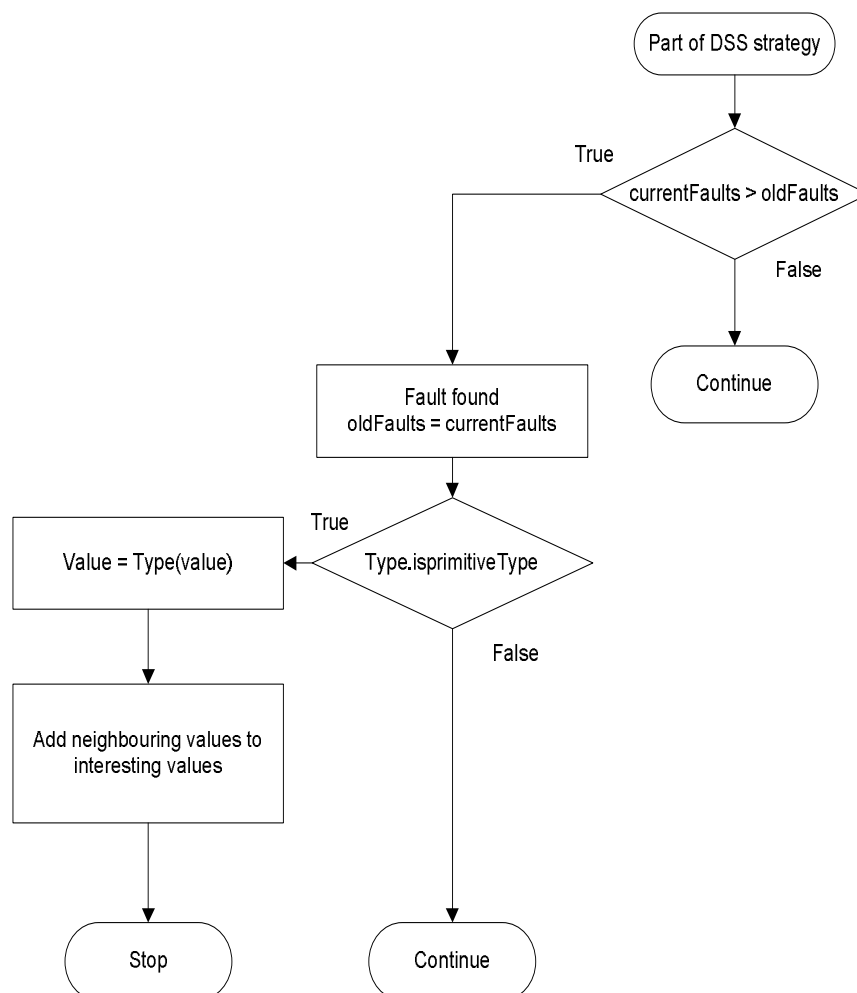 Part of DSS strategy
True
currentFaults > oldFaults
False
Continue
Fault found
oldFaults = currentFaults
True
Value = Type(value)
Type.isprimitiveType
False
Add neighbouring values to
interesting values
Stop
Continue